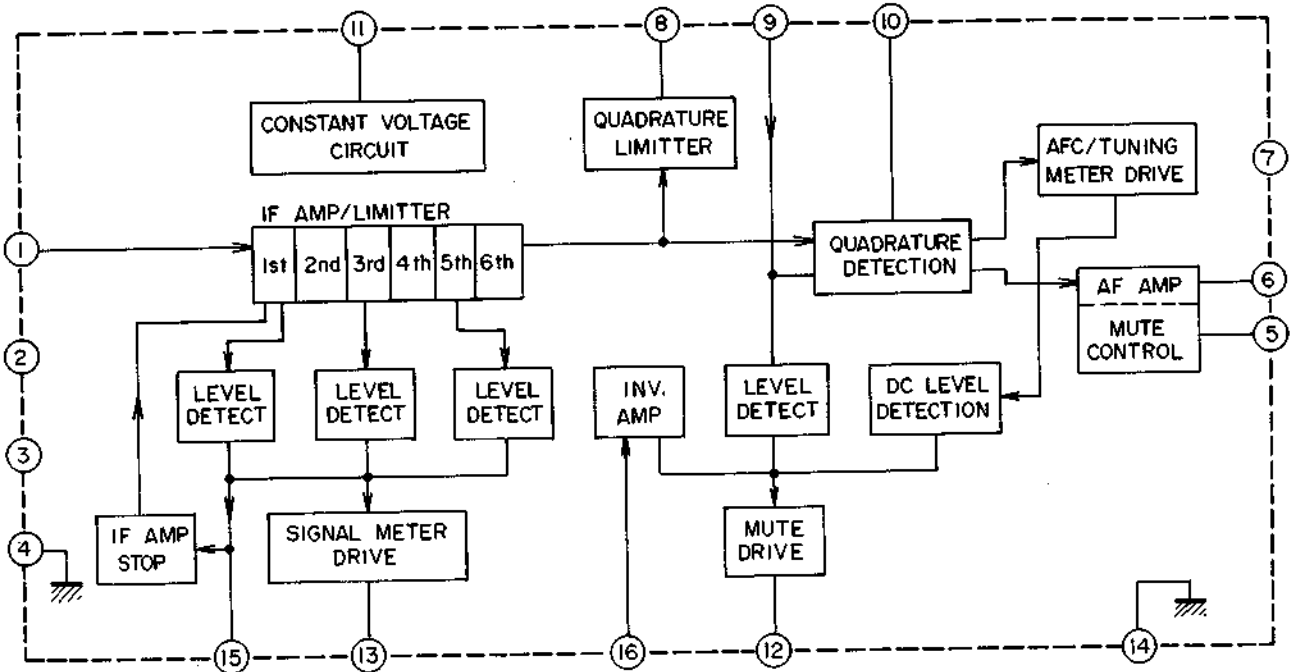 11
8
9
10
CONSTANT VOLTAGE
CIRCUIT
QUADRATURE
LIMITTER
AFC/TUNING
METER DRIVE
7
IF AMP/LIMITTER
1
1st 2nd 3rd 4th 5th 6th
QUADRATURE
DETECTION
AF AMP
6
MUTE
CONTROL
5
2
LEVEL
DETECT
LEVEL
DETECT
LEVEL
DETECT
INV.
AMP
LEVEL
DETECT
DC LEVEL
DETECTION
3
4
IF AMP
STOP
SIGNAL METER
DRIVE
MUTE
DRIVE
15
13
16
12
14